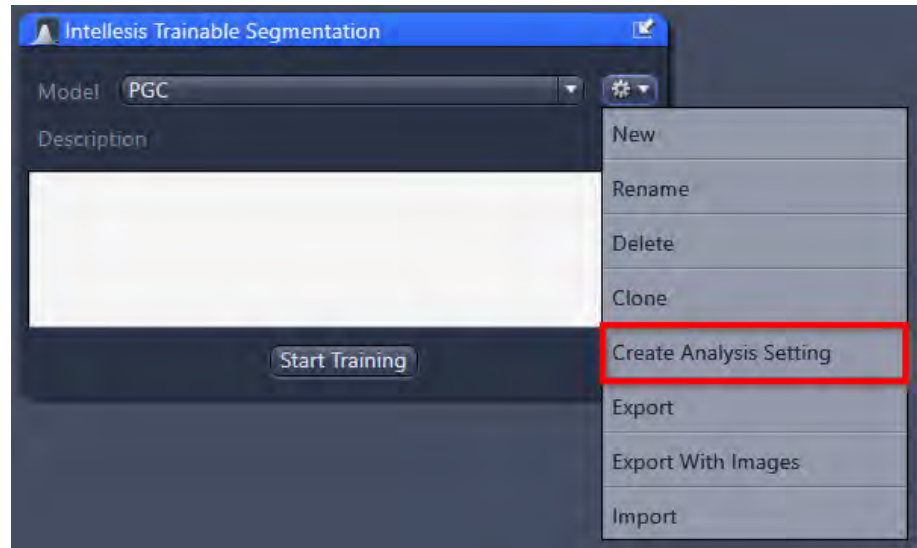 Intellesis Trainable Segmentation
Model PGC
Description
New
Rename
Delete
Clone
Start Training
Create Analysis Setting
Export
Export With Images
Import